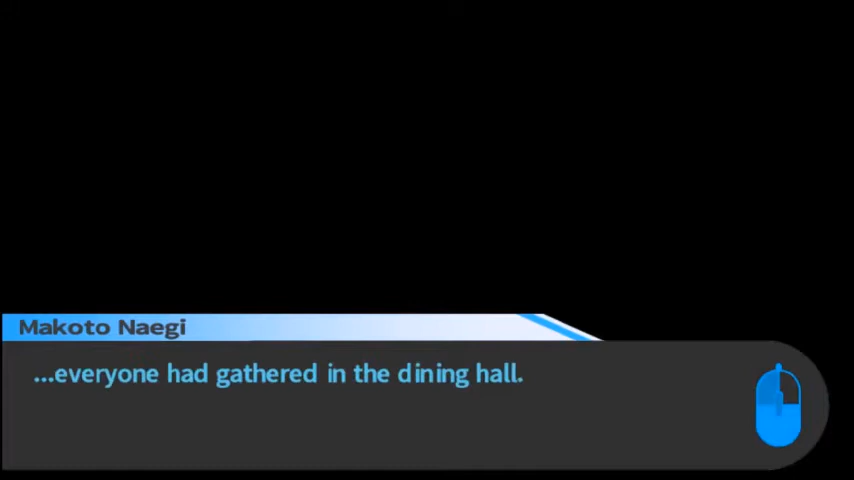 Makoto Naegi
...everyone had gathered in the dining hall.